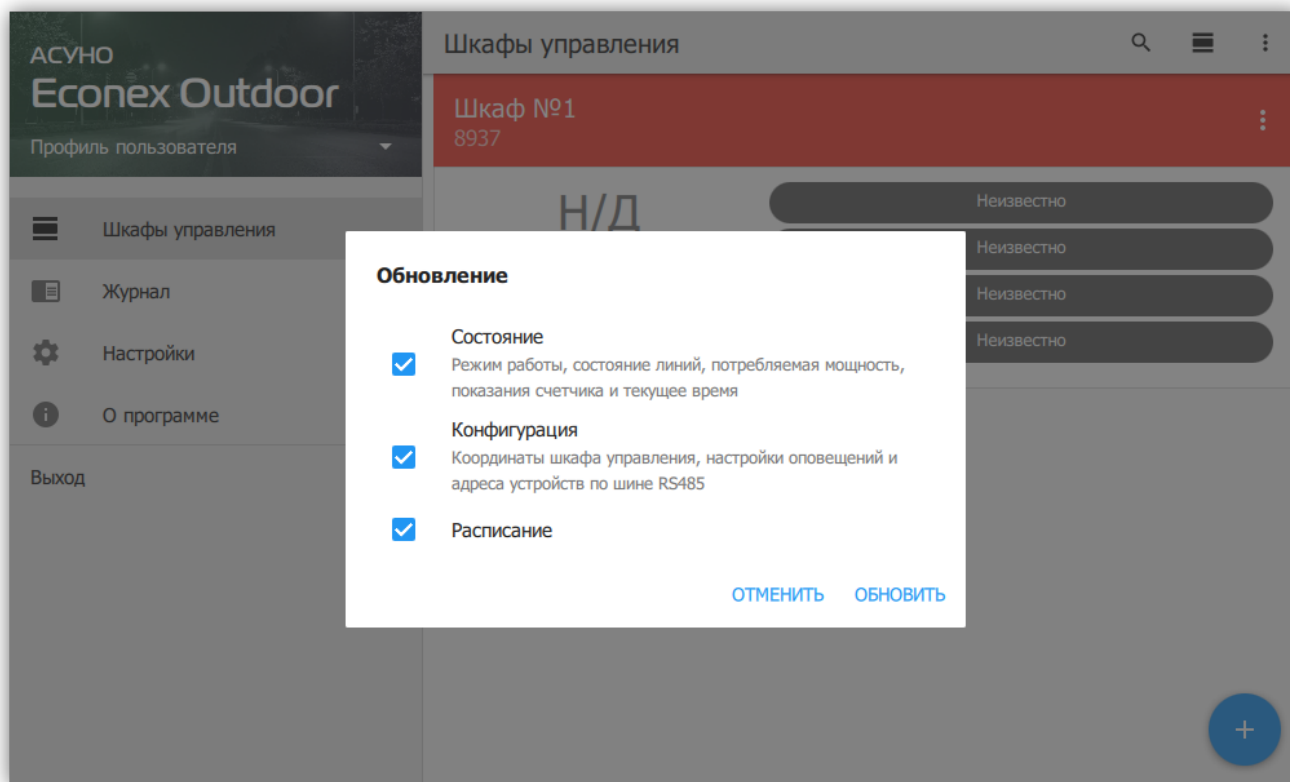 АСУНО
Econex Outdoor
Профиль пользователя
Шкафы управления
Журнал
Настройки
О программе
Выход
Шкафы управления
Шкаф №1
8937
Н/Д
Неизвестно
Неизвестно
Неизвестно
Неизвестно
Обновление
Состояние
Режим работы, состояние линий, потребляемая мощность,
показания счетчика и текущее время
Конфигурация
Координаты шкафа управления, настройки оповещений и
адреса устройств по шине RS485
Расписание
ОТМЕНИТЬ ОБНОВИТЬ